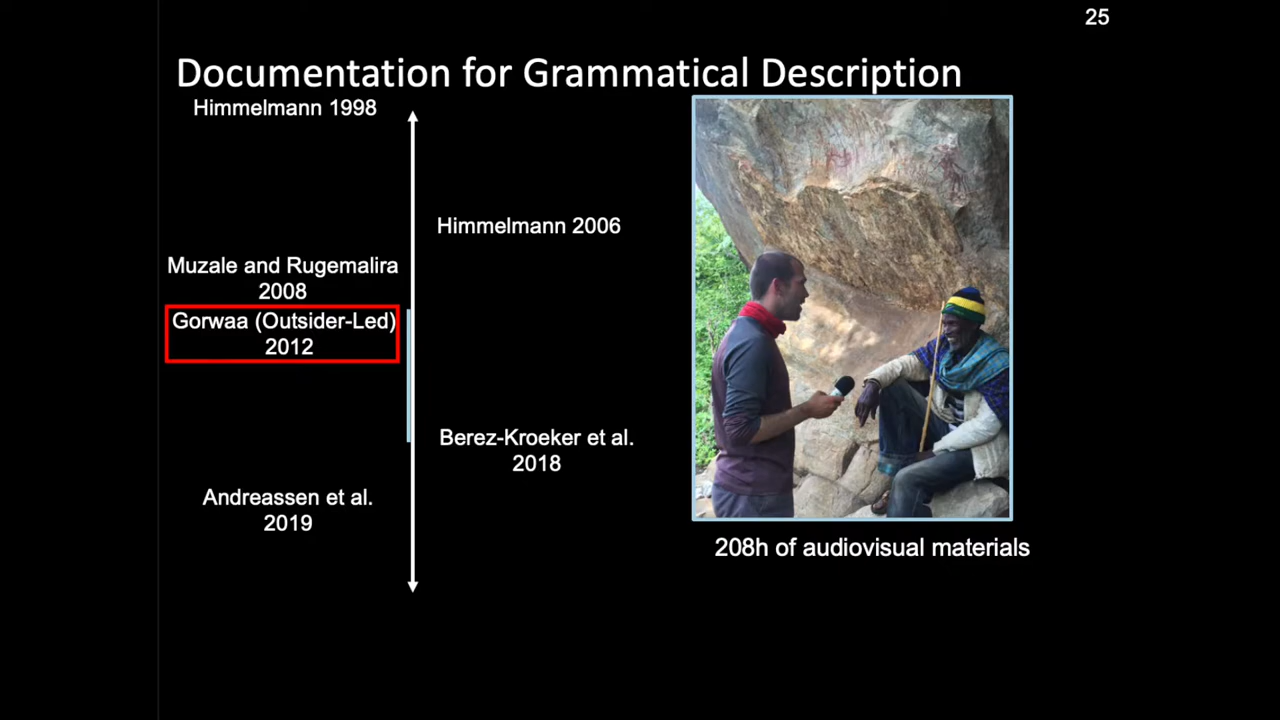 25
Documentation for Grammatical Description
Himmelmann 1998
Himmelmann 2006
Muzale and Rugemalira
2008
Gorwaa (Outsider-Led)
2012
Berez-Kroeker et al.
2018
Andreassen et al.
2019
208h of audiovisual materials